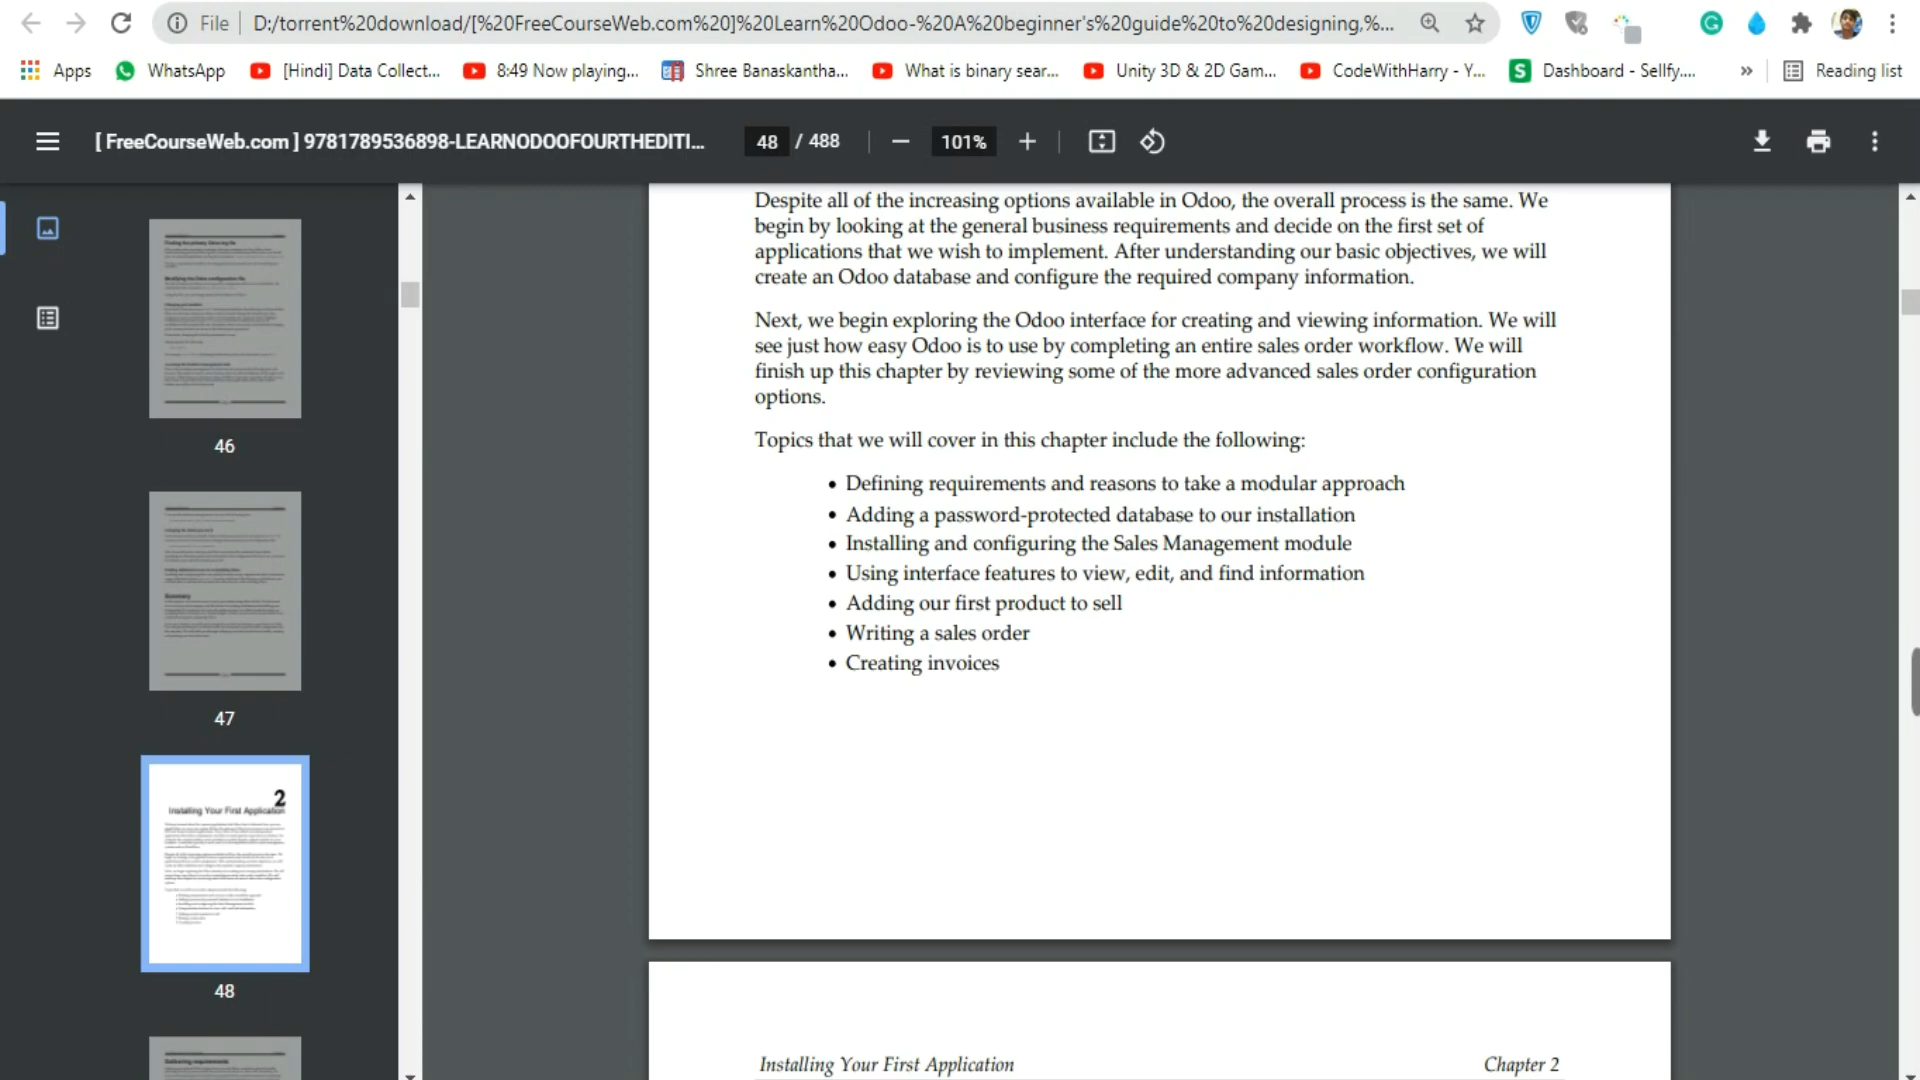 File D:/torrent%20download/[%20FreeCourseWeb.com%20]%20Learn%20Odoo-%20A%20beginner's%20guide%20to%20designing,%...
Apps WhatsApp [Hindi] Data Collect... 8:49 Now playing... Shree Banaskantha... What is binary sear... Unity 3D & 2D Gam... CodeWithHarry - Y... Dashboard - Sellfy.... » Reading list
[ FreeCourseWeb.com ] 9781789536898-LEARNODOOFOURTHEDITI... 48 / 488 101%
46
47
2
Installing Your First Application
48
Despite all of the increasing options available in Odoo, the overall process is the same. We
begin by looking at the general business requirements and decide on the first set of
applications that we wish to implement. After understanding our basic objectives, we will
create an Odoo database and configure the required company information.
Next, we begin exploring the Odoo interface for creating and viewing information. We will
see just how easy Odoo is to use by completing an entire sales order workflow. We will
finish up this chapter by reviewing some of the more advanced sales order configuration
options.
Topics that we will cover in this chapter include the following:
• Defining requirements and reasons to take a modular approach
• Adding a password-protected database to our installation
• Installing and configuring the Sales Management module
• Using interface features to view, edit, and find information
• Adding our first product to sell
• Writing a sales order
• Creating invoices
Installing Your First Application Chapter 2